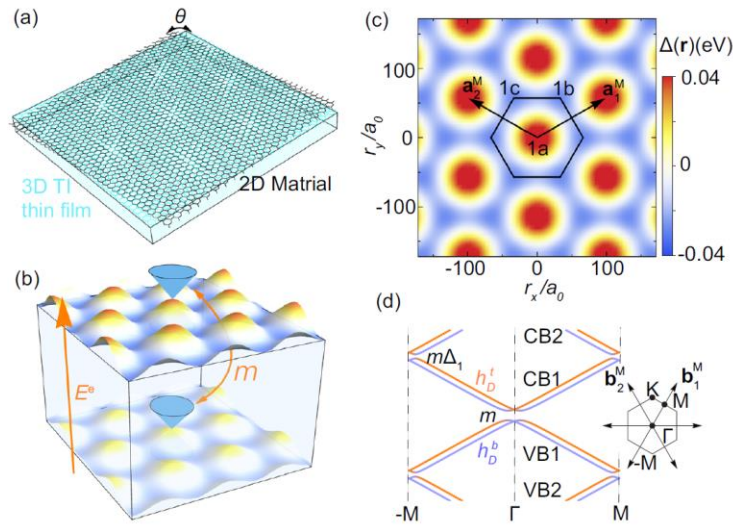 (a)
θ
3D TI
thin film
2D Matrial
(b)
Eᵉ
m
(c)
Δ(r)(eV)
0.04
0
-0.04
100
0
-100
r_y/a_0
-100
0
100
r_x/a_0
a_2^M
a_1^M
1c
1b
1a
(d)
CB2
mΔ_1
h_D^t
CB1
m
h_D^b
VB1
VB2
-M
Γ
M
b_2^M
b_1^M
K
M
Γ
-M